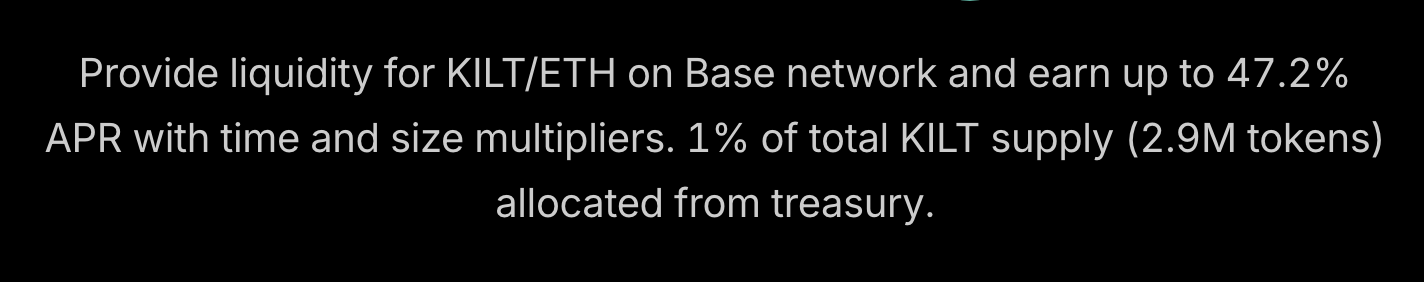 Provide liquidity for KILT/ETH on Base network and earn up to 47.2%
APR with time and size multipliers. 1% of total KILT supply (2.9M tokens)
allocated from treasury.